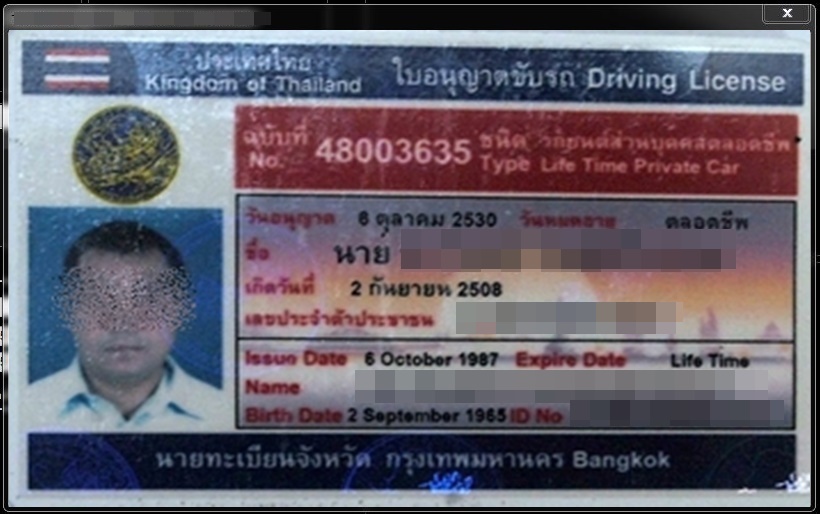 ประเทศไทย
Kingdom of Thailand
ใบอนุญาตขับรถ Driving License
ฉบับที่
No. 48003635
ชนิด รถยนต์ส่วนบุคคลตลอดชีพ
Type Life Time Private Car
วันอนุญาต 6 ตุลาคม 2530 วันหมดอายุ ตลอดชีพ
ชื่อ นาย
เกิดวันที่ 2 กันยายน 2508
เลขประจำตัวประชาชน
Issue Date 6 October 1987 Expire Date Life Time
Name
Birth Date 2 September 1965 ID No
นายทะเบียนจังหวัด กรุงเทพมหานคร Bangkok